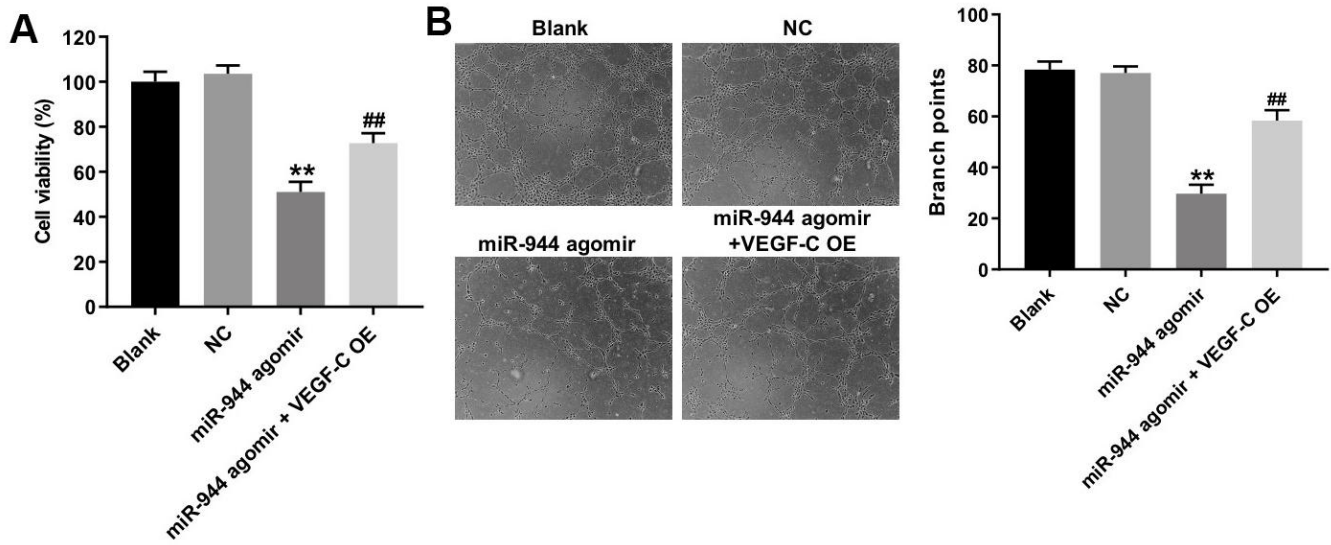 A
Cell viability (%)
120
100
80
60
40
20
0
**
##
Blank
NC
miR-944 agomir
miR-944 agomir + VEGF-C OE
B
Blank
NC
miR-944 agomir
miR-944 agomir
+VEGF-C OE
Branch points
100
80
60
40
20
0
**
##
Blank
NC
miR-944 agomir
miR-944 agomir + VEGF-C OE